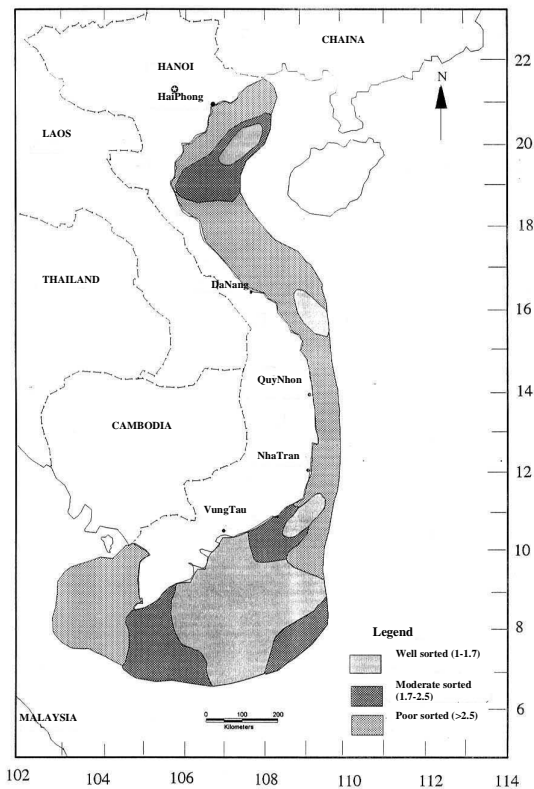 CHAINA
HANOI
HaiPhong
N
LAOS
THAILAND
DaNang
QuyNhon
CAMBODIA
NhaTran
VungTau
MALAYSIA
Legend
Well sorted (1-1.7)
Moderate sorted
(1.7-2.5)
Poor sorted (>2.5)
0 100 200
Kilometers
22
20
18
16
14
12
10
8
6
102 104 106 108 110 112 114